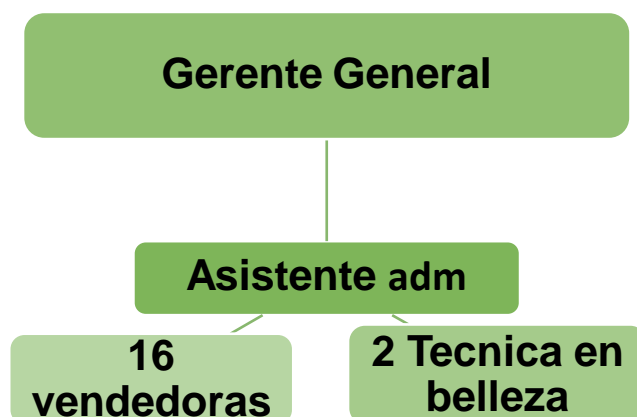 Gerente General
Asistente adm
16
vendedoras
2 Tecnica en
belleza